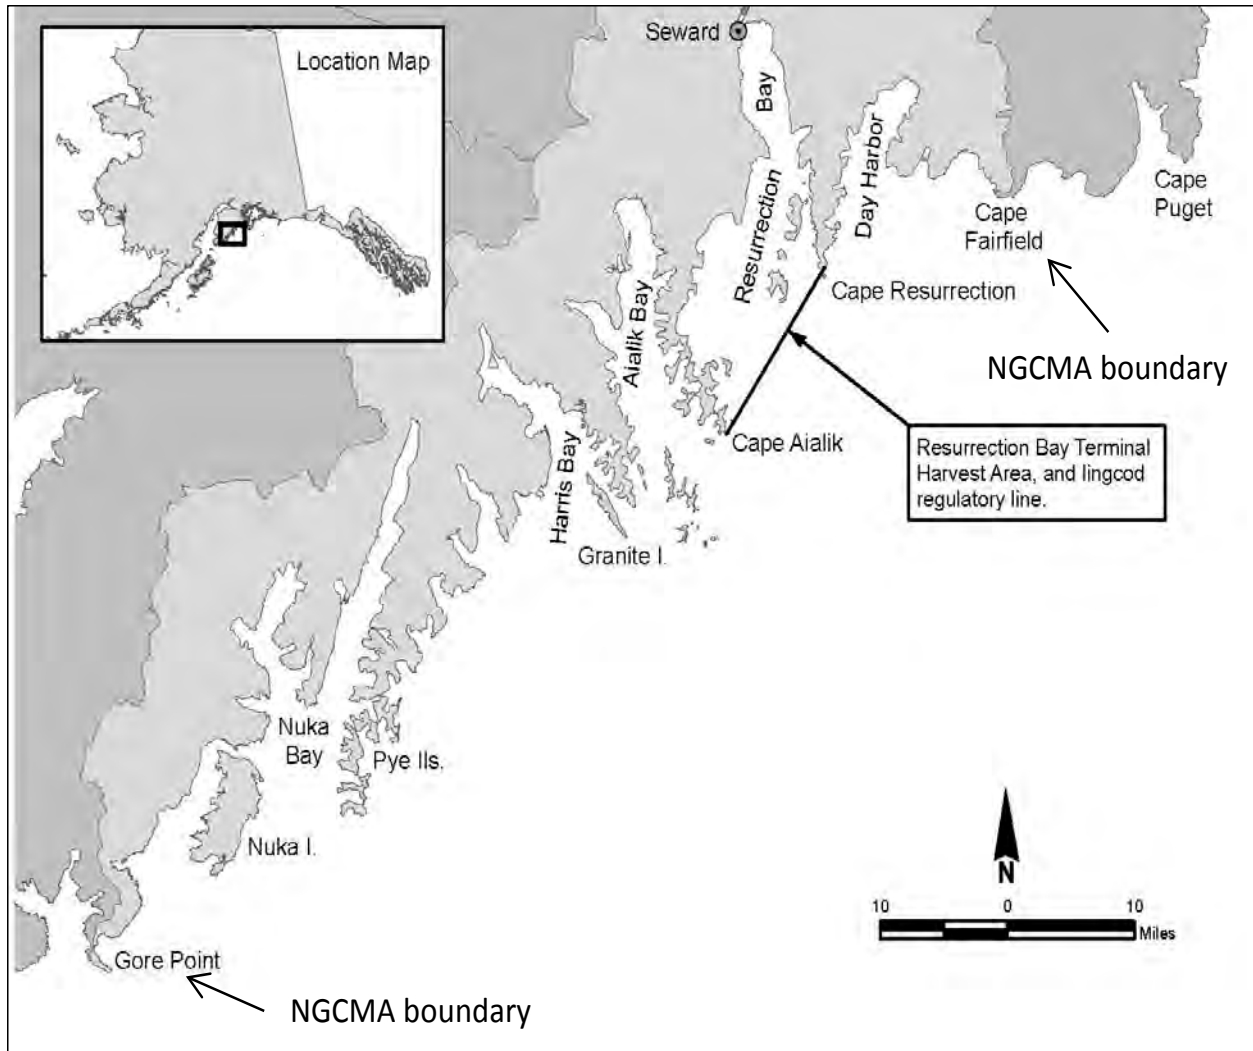 Location Map
Seward
Resurrection Bay
Day Harbor
Cape
Puget
Cape
Fairfield
Cape Resurrection
NGCMA boundary
Aialik Bay
Cape Aialik
Resurrection Bay Terminal
Harvest Area, and lingcod
regulatory line.
Harris Bay
Granite I.
Nuka
Bay
Pye Ils.
Nuka I.
N
10 0 10
Miles
Gore Point
NGCMA boundary